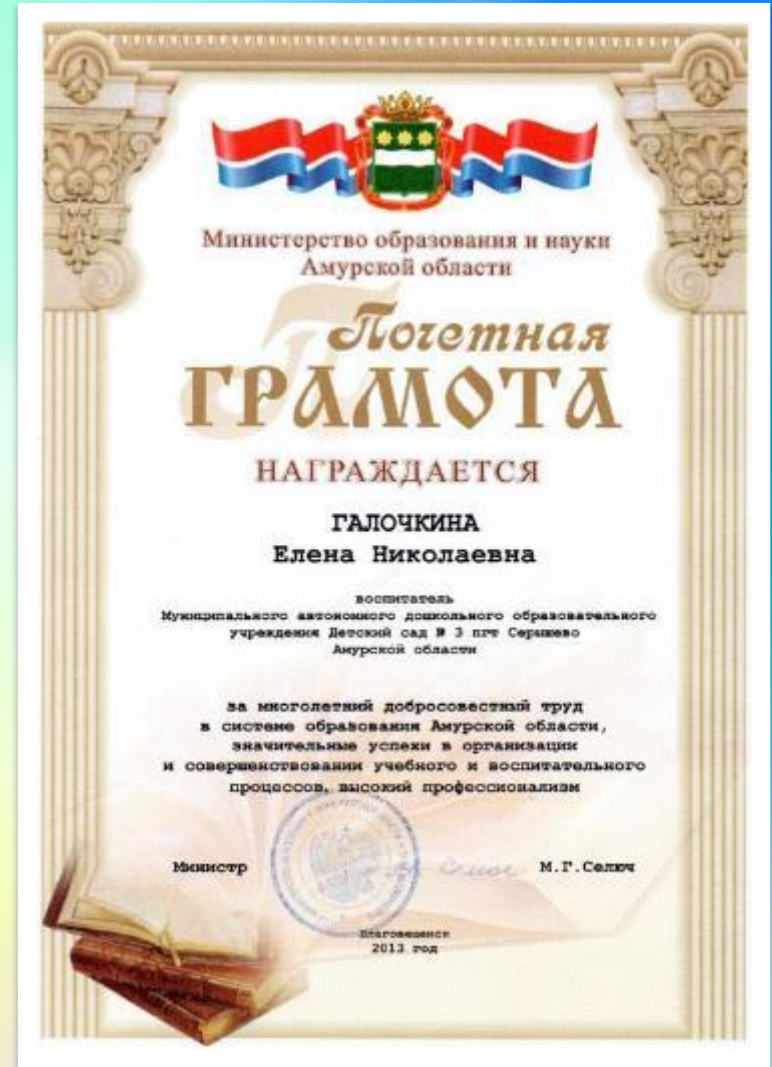 Министерство образования и науки
Амурской области
Почетная
ГРАМОТА
НАГРАЖДАЕТСЯ
ГАЛОЧКИНА
Елена Николаевна
воспитатель
Муниципального автономного дошкольного образовательного
учреждения Детский сад № 3 пгт Серышево
Амурской области
за многолетний добросовестный труд
в системе образования Амурской области,
значительные успехи в организации
и совершенствовании учебного и воспитательного
процессов, высокий профессионализм
Министр М.Г.Селюч
Благовещенск
2013 год